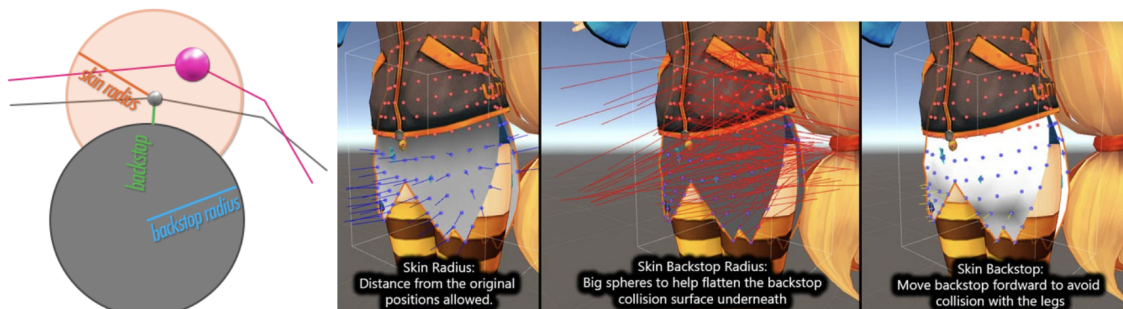 skin radius
backstop
backstop radius
Skin Radius:
Distance from the original
positions allowed.
Skin Backstop Radius:
Big spheres to help flatten the backstop
collision surface underneath
Skin Backstop:
Move backstop fordward to avoid
collision with the legs